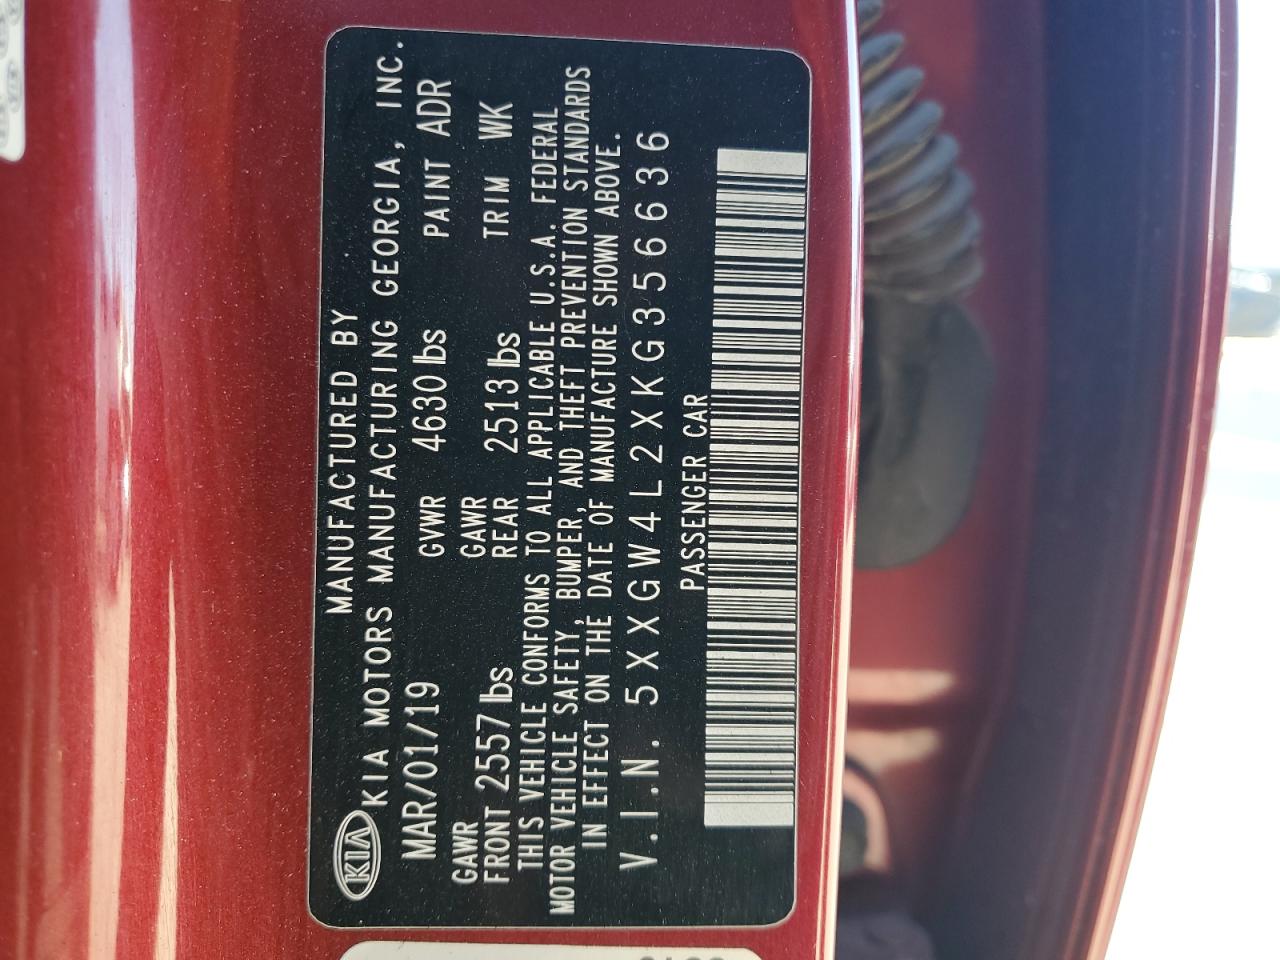 MANUFACTURED BY
KIA KIA MOTORS MANUFACTURING GEORGIA, INC.
MAR/01/19 GVWR 4630 lbs PAINT ADR
GAWR GAWR
FRONT 2557 lbs REAR 2513 lbs TRIM WK
THIS VEHICLE CONFORMS TO ALL APPLICABLE U.S.A. FEDERAL
MOTOR VEHICLE SAFETY, BUMPER, AND THEFT PREVENTION STANDARDS
IN EFFECT ON THE DATE OF MANUFACTURE SHOWN ABOVE.
V.I.N. 5XXGW4L2XKG356636
PASSENGER CAR